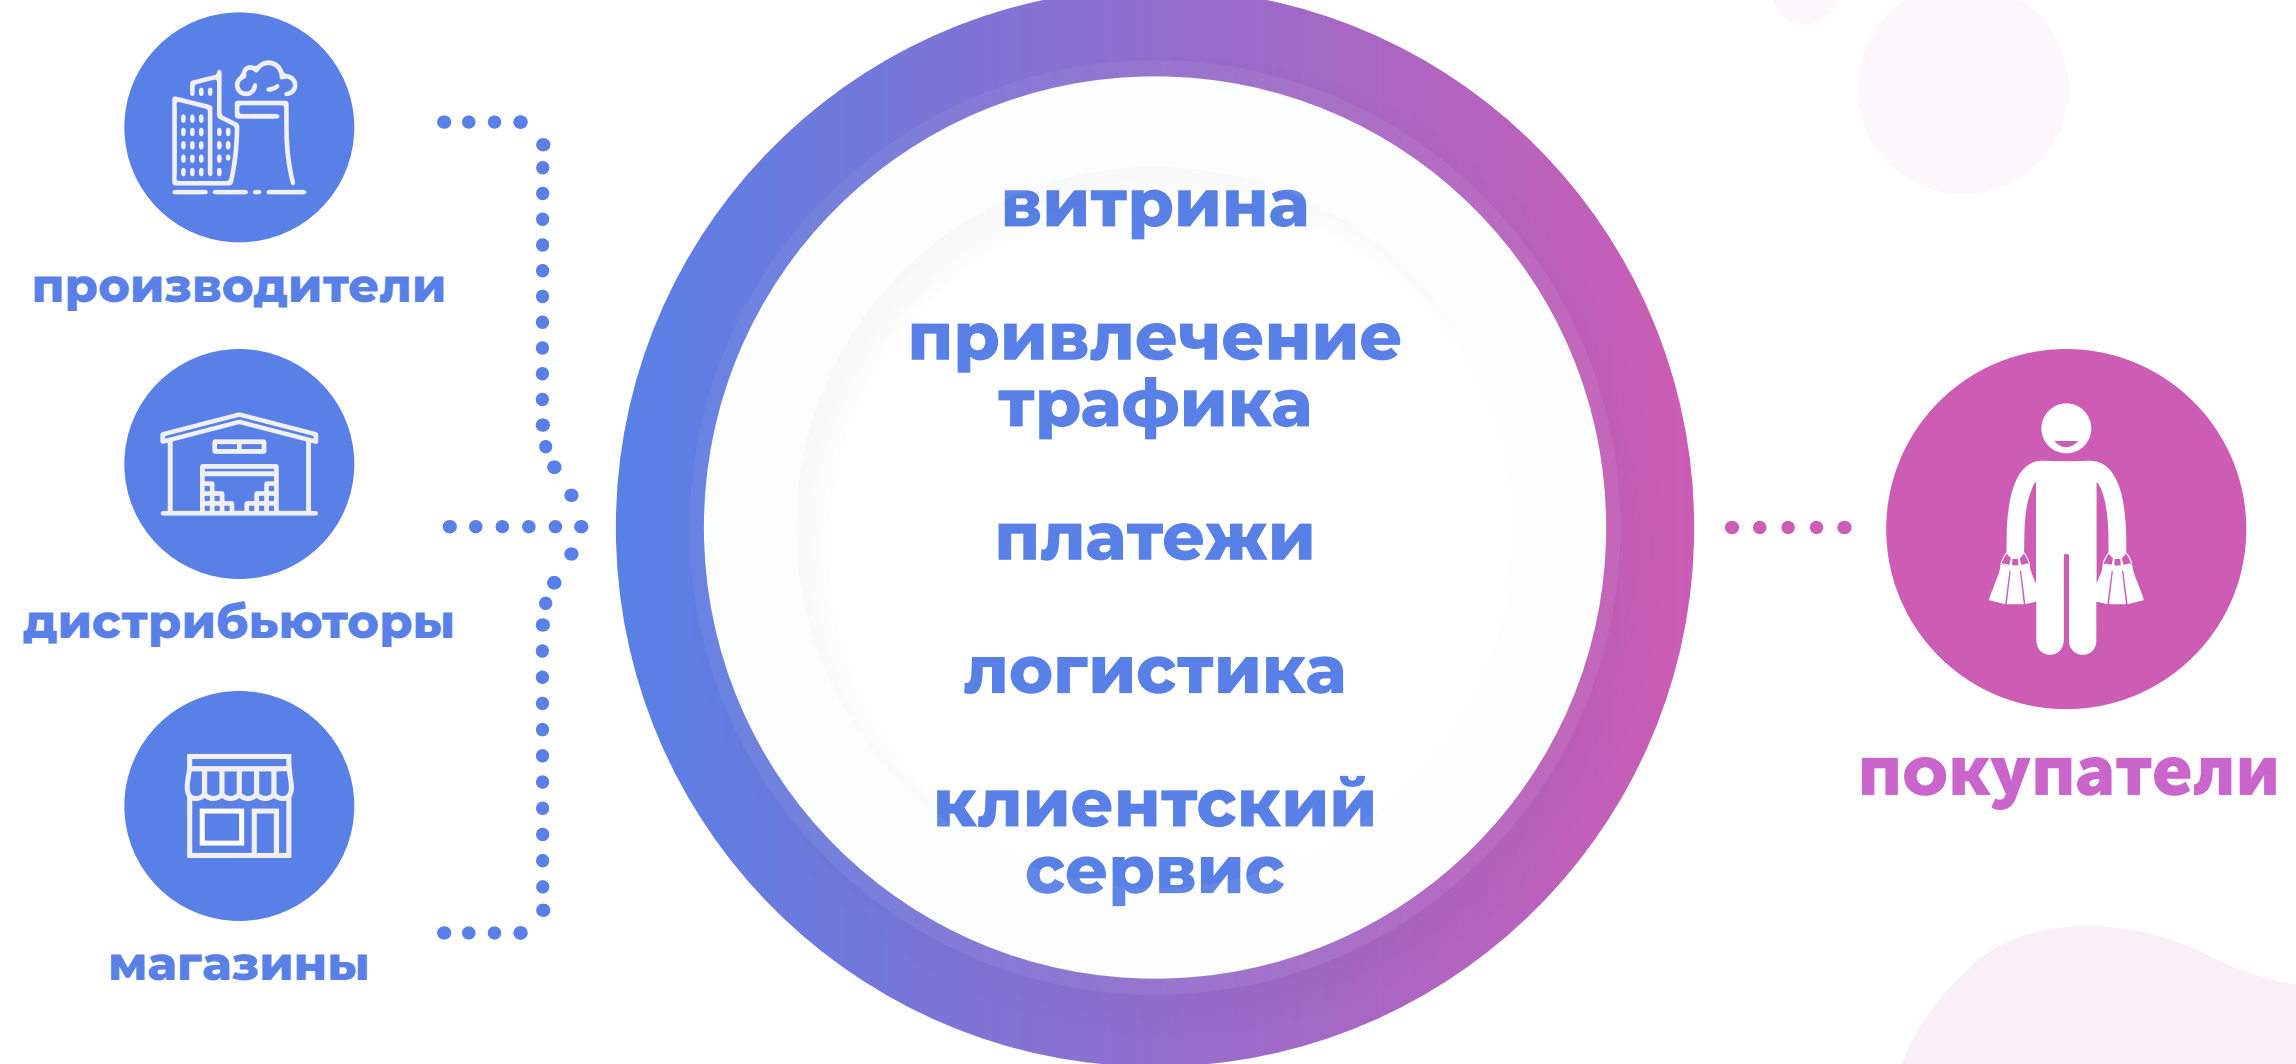 производители
дистрибьюторы
магазины
витрина
привлечение
трафика
платежи
логистика
клиентский
сервис
покупатели